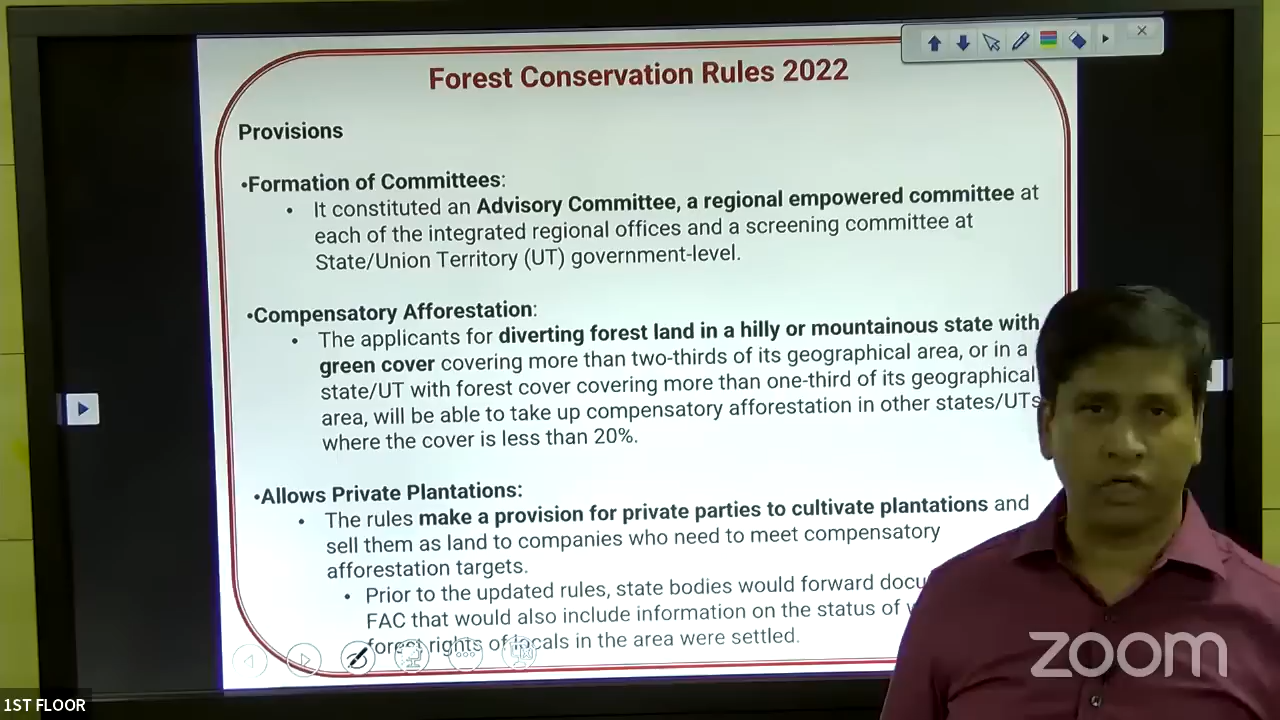 Forest Conservation Rules 2022
Provisions
•Formation of Committees:
• It constituted an Advisory Committee, a regional empowered committee at
each of the integrated regional offices and a screening committee at
State/Union Territory (UT) government-level.
•Compensatory Afforestation:
• The applicants for diverting forest land in a hilly or mountainous state with
green cover covering more than two-thirds of its geographical area, or in a
state/UT with forest cover covering more than one-third of its geographical
area, will be able to take up compensatory afforestation in other states/UTs
where the cover is less than 20%.
•Allows Private Plantations:
• The rules make a provision for private parties to cultivate plantations and
sell them as land to companies who need to meet compensatory
afforestation targets.
• Prior to the updated rules, state bodies would forward
FAC that would also include information on the status of
forest rights of locals in the area were settled.
zoom
1ST FLOOR